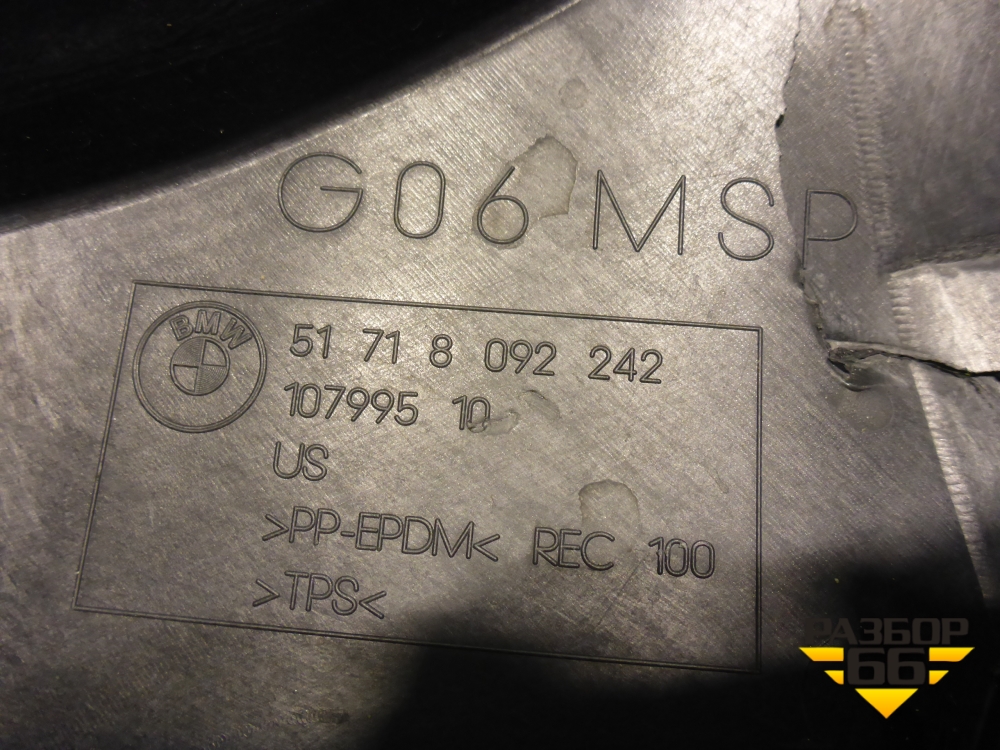 G06 MSP
BMW
51 71 8 092 242
107995 10
US
>PP-EPDM< REC 100
>TPS<
РАЗБОР
66